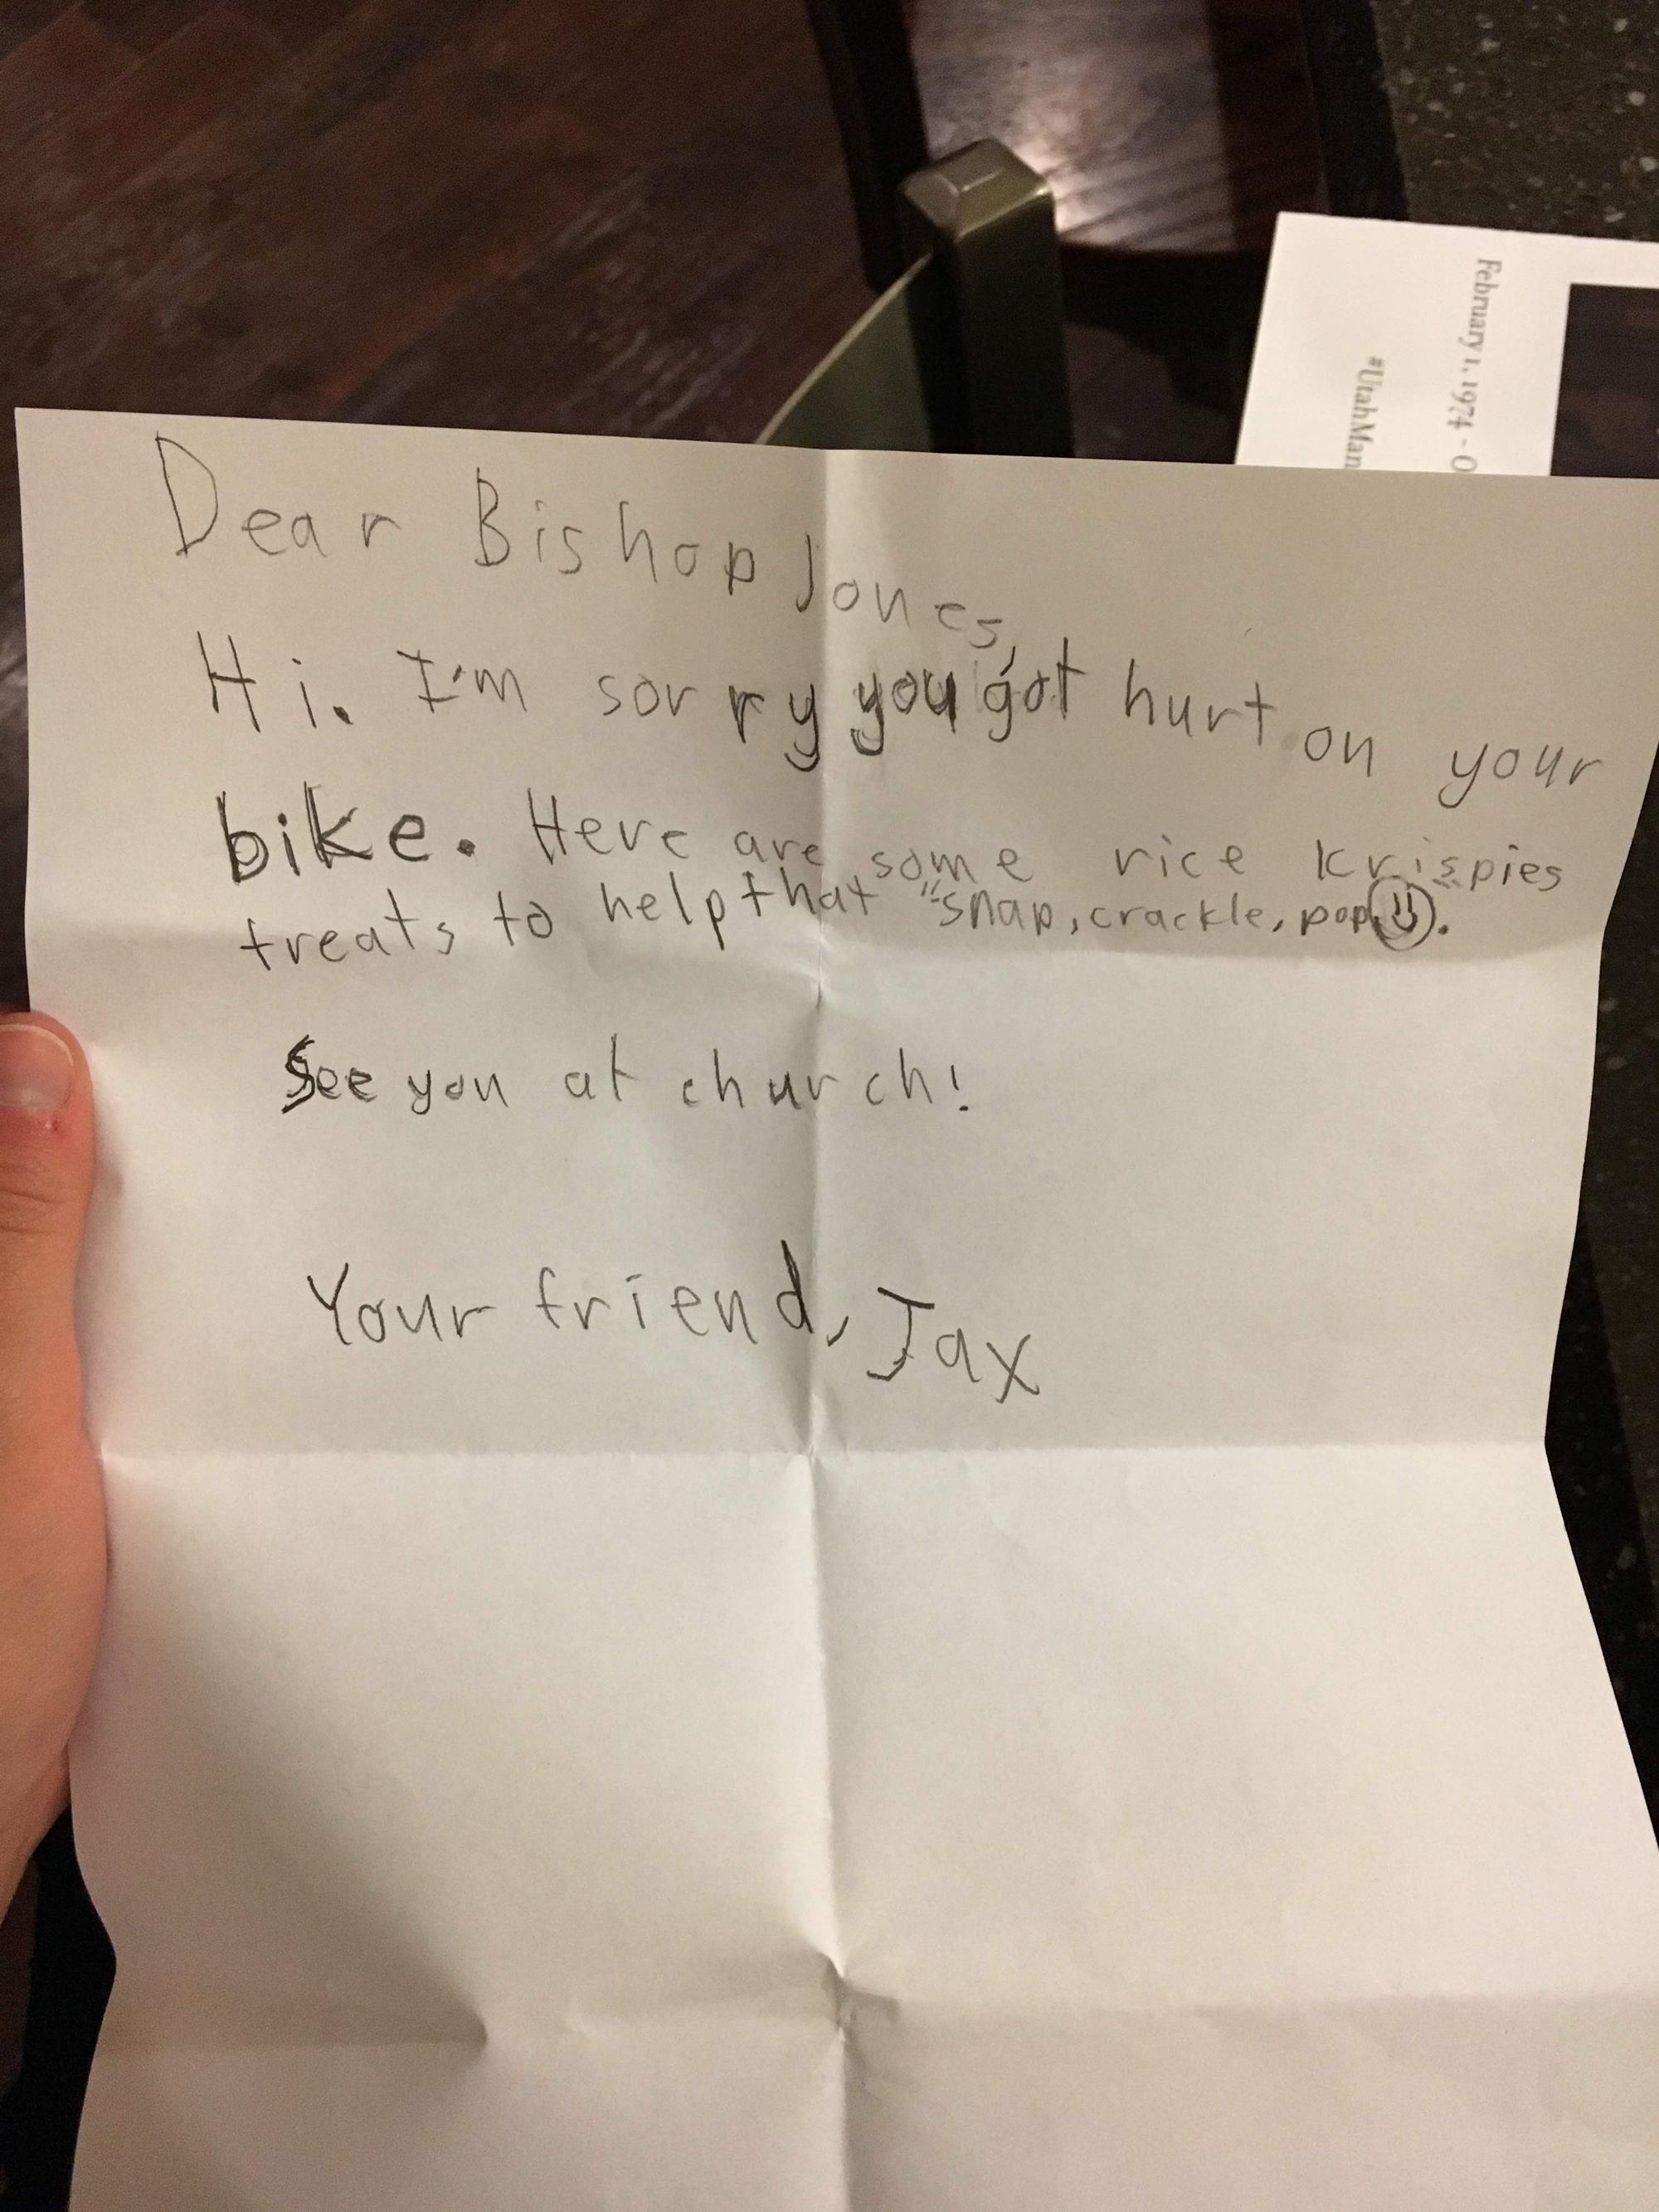 February 1, 1974 - O
#UtahMan
Dear Bishop Jones,
Hi. I'm sorry you got hurt on your
bike. Here are some rice krispies
treats to help that "snap, crackle, pop" ☺.
See you at church!
Your friend, Jax